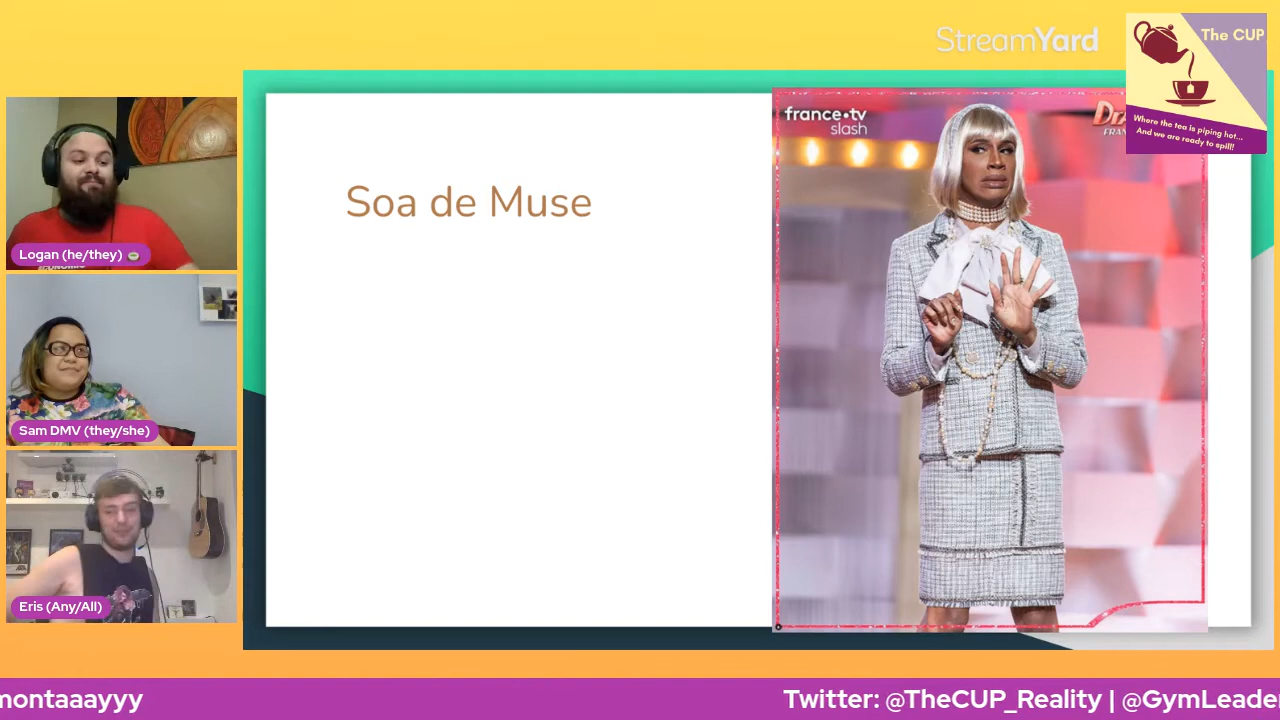 StreamYard
The CUP
Where the tea is piping hot...
And we are ready to spill!
france•tv
slash
Soa de Muse
Logan (he/they) 🍵
Sam DMV (they/she)
Eris (Any/All)
montaaayyy
Twitter: @TheCUP_Reality | @GymLeader